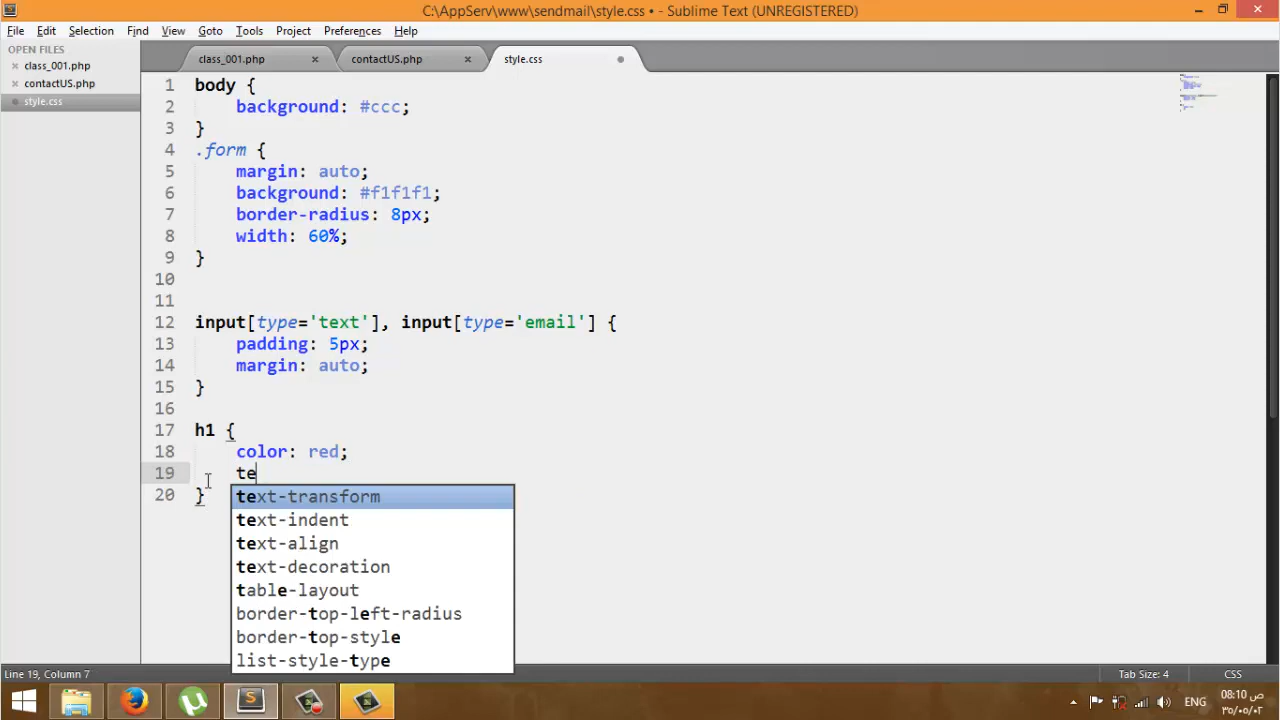 C:\AppServ\www\sendmail\style.css • - Sublime Text (UNREGISTERED)
File Edit Selection Find View Goto Tools Project Preferences Help
OPEN FILES
class_001.php
contactUS.php
style.css
class_001.php contactUS.php style.css
1 body {
2 background: #ccc;
3 }
4 .form {
5 margin: auto;
6 background: #f1f1f1;
7 border-radius: 8px;
8 width: 60%;
9 }
10
11
12 input[type='text'], input[type='email'] {
13 padding: 5px;
14 margin: auto;
15 }
16
17 h1 {
18 color: red;
19 te
20 }
text-transform
text-indent
text-align
text-decoration
table-layout
border-top-left-radius
border-top-style
list-style-type
Line 19, Column 7
Tab Size: 4
CSS
ENG
08:10 ص